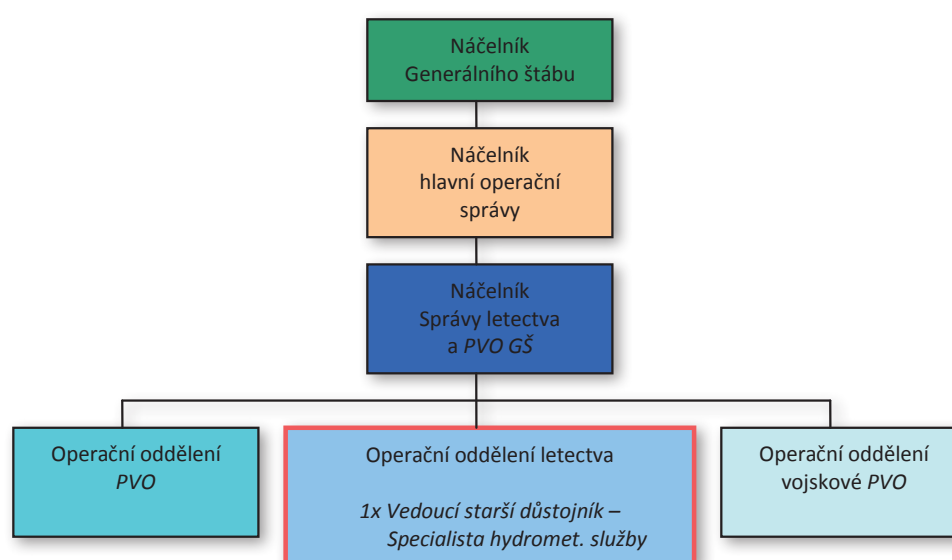 Náčelník
Generálního štábu
Náčelník
hlavní operační
správy
Náčelník
Správy letectva
a PVO GŠ
Operační oddělení
PVO
Operační oddělení letectva
1x Vedoucí starší důstojník –
Specialista hydromet. služby
Operační oddělení
vojskové PVO